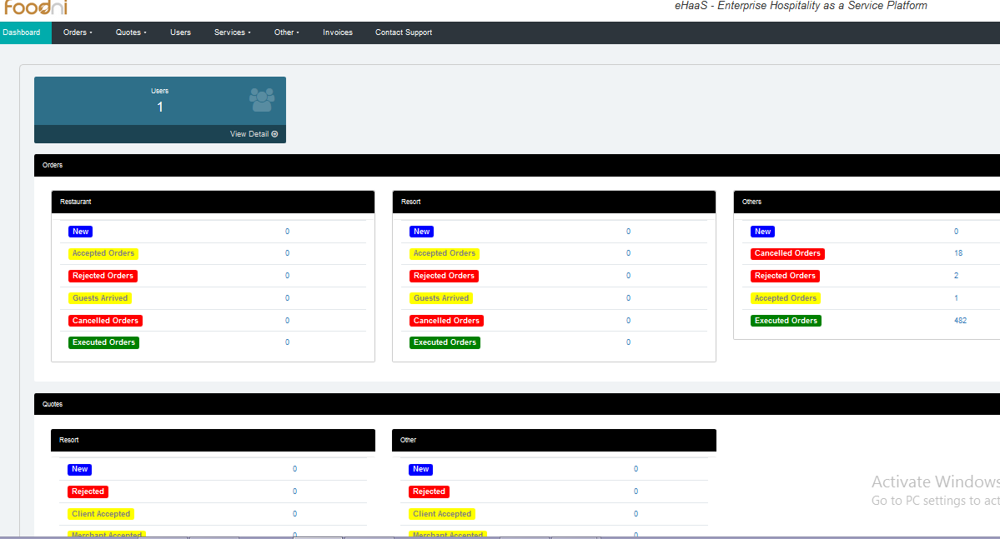 Foodni
eHaaS - Enterprise Hospitality as a Service Platform
Dashboard Orders Quotes Users Services Other Invoices Contact Support
Users
1
View Detail
Orders
Restaurant
New 0
Accepted Orders 0
Rejected Orders 0
Guests Arrived 0
Cancelled Orders 0
Executed Orders 0
Resort
New 0
Accepted Orders 0
Rejected Orders 0
Guests Arrived 0
Cancelled Orders 0
Executed Orders 0
Others
New 0
Cancelled Orders 18
Rejected Orders 2
Accepted Orders 1
Executed Orders 482
Quotes
Resort
New 0
Rejected 0
Client Accepted 0
Merchant Accepted 0
Other
New 0
Rejected 0
Client Accepted 0
Merchant Accepted 0
Activate Windows
Go to PC settings to act